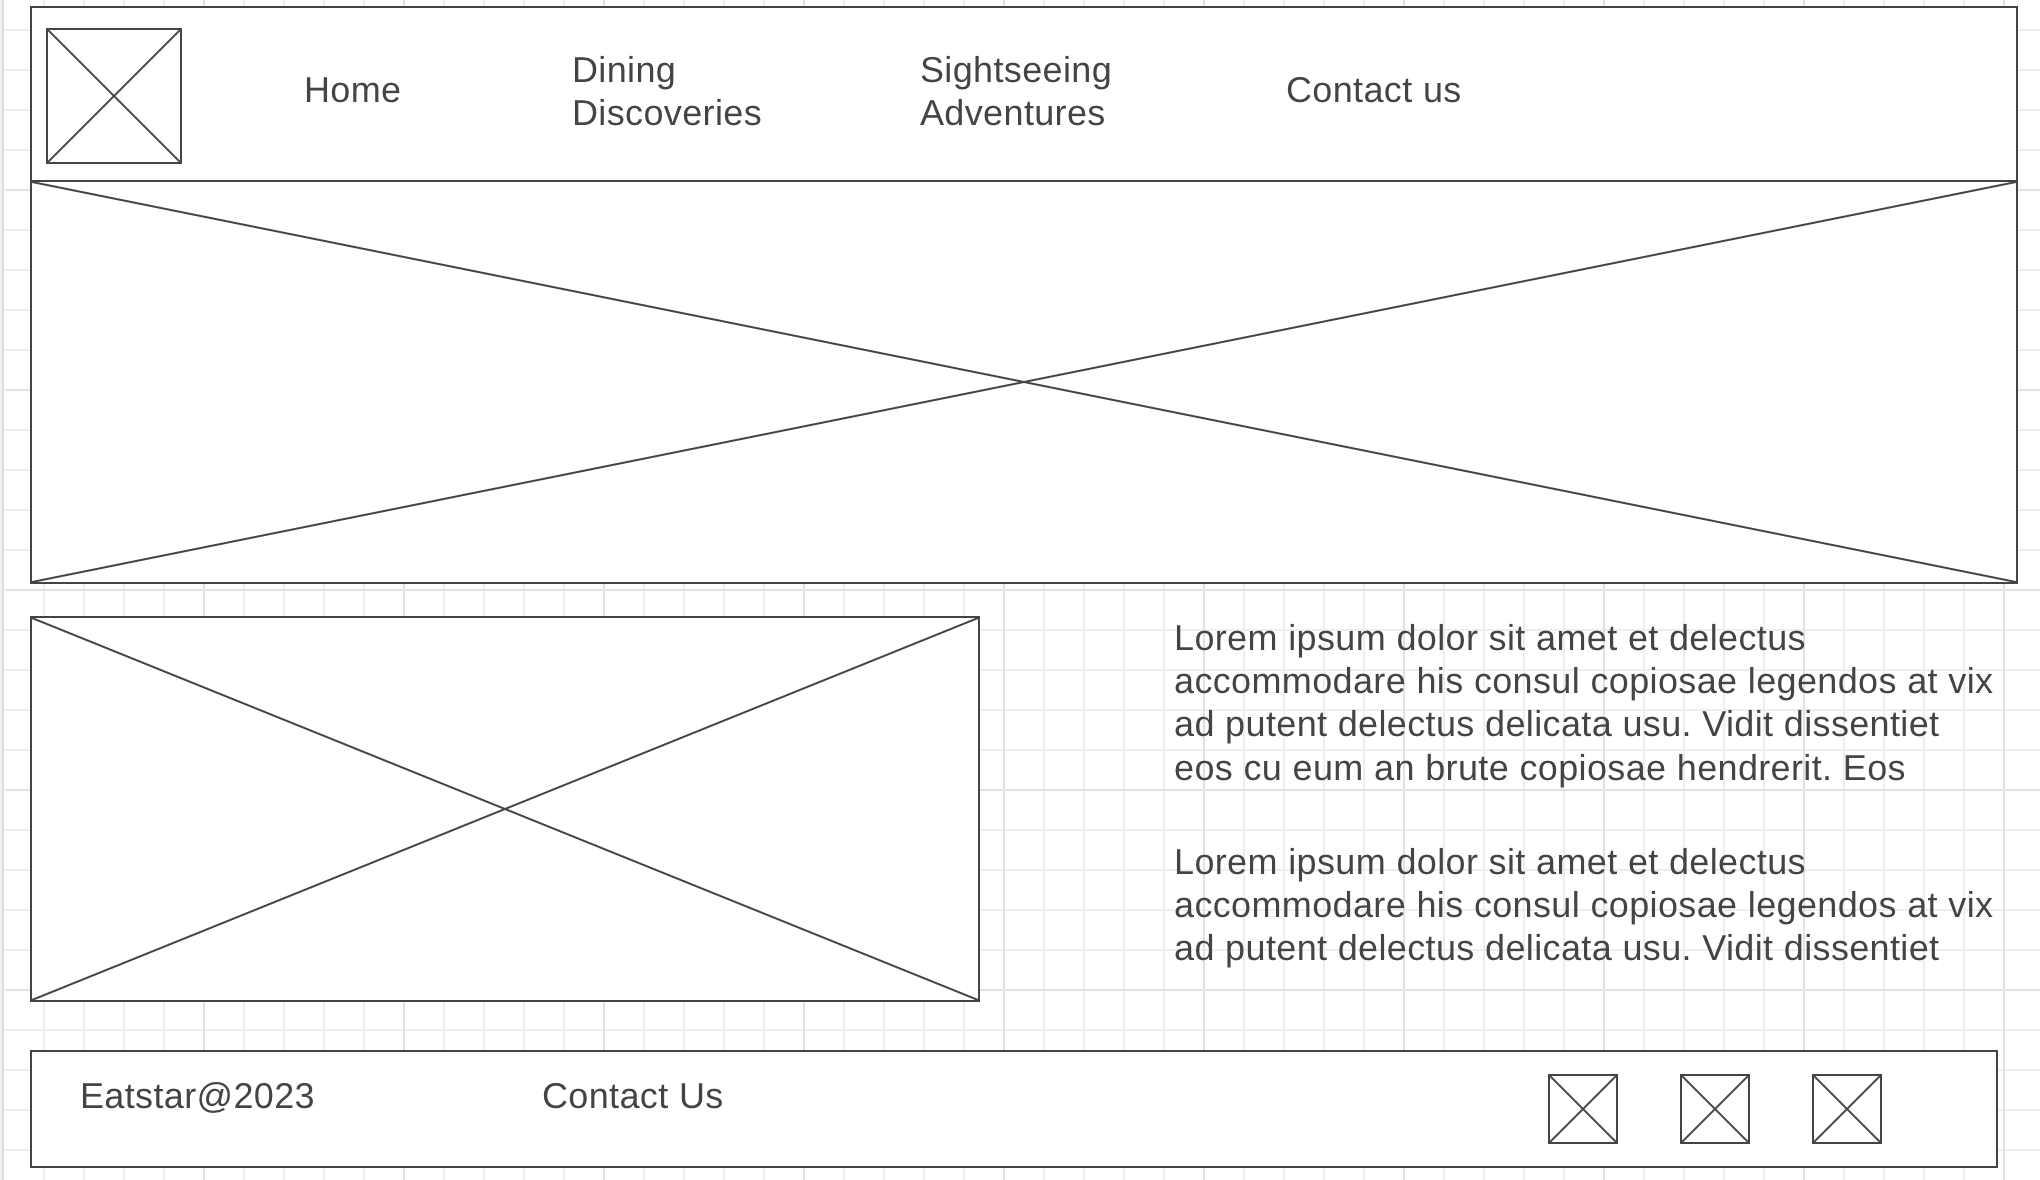 Home
Dining
Discoveries
Sightseeing
Adventures
Contact us
Lorem ipsum dolor sit amet et delectus
accommodare his consul copiosae legendos at vix
ad putent delectus delicata usu. Vidit dissentiet
eos cu eum an brute copiosae hendrerit. Eos
Lorem ipsum dolor sit amet et delectus
accommodare his consul copiosae legendos at vix
ad putent delectus delicata usu. Vidit dissentiet
Eatstar@2023
Contact Us